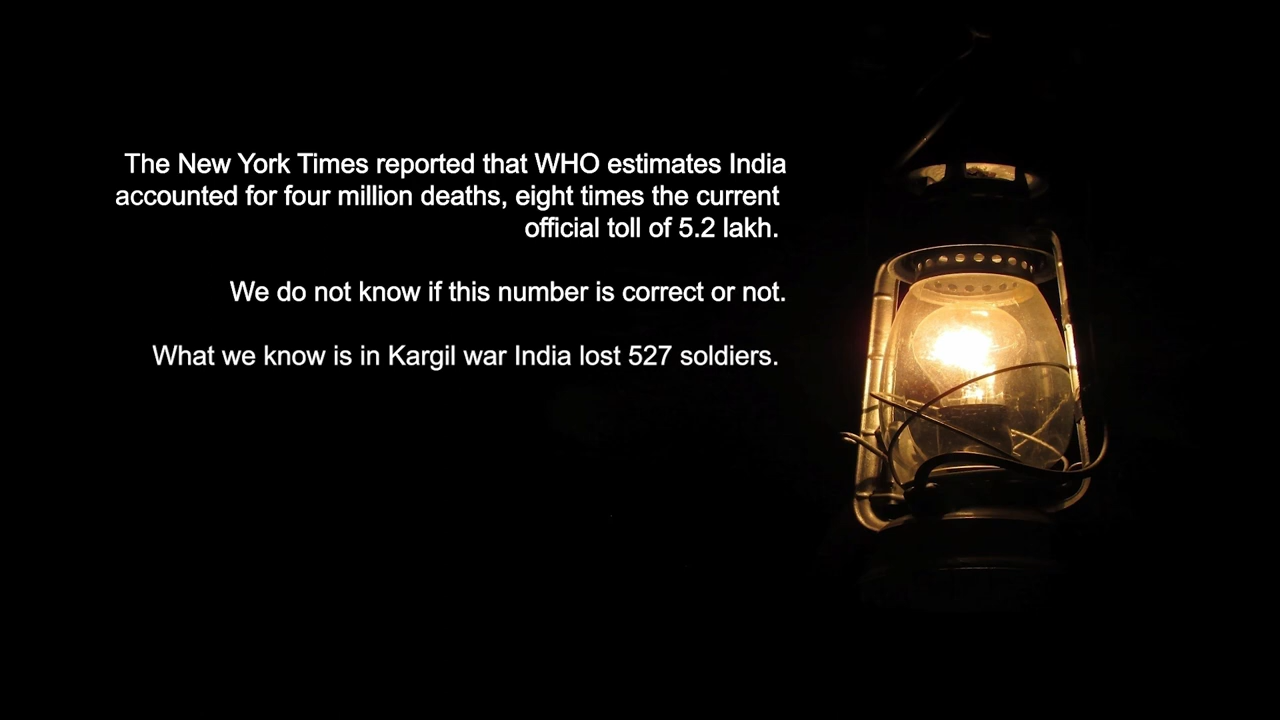 The New York Times reported that WHO estimates India
accounted for four million deaths, eight times the current
official toll of 5.2 lakh.
We do not know if this number is correct or not.
What we know is in Kargil war India lost 527 soldiers.